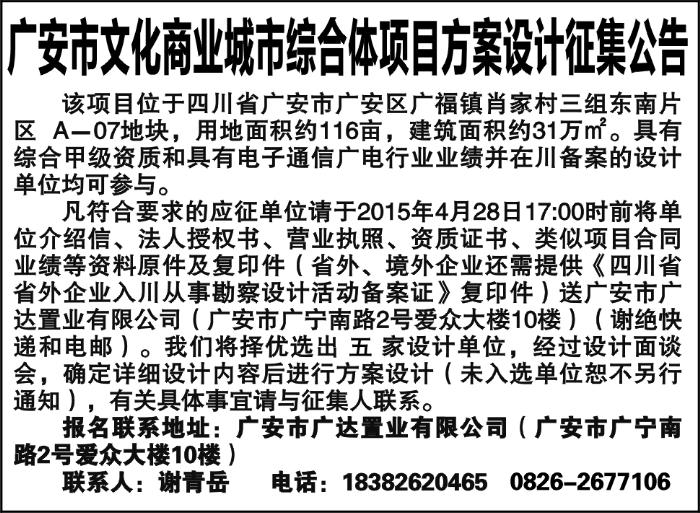 广安市文化商业城市综合体项目方案设计征集公告
该项目位于四川省广安市广安区广福镇肖家村三组东南片
区 A—07地块，用地面积约116亩，建筑面积约31万㎡。具有
综合甲级资质和具有电子通信广电行业业绩并在川备案的设计
单位均可参与。
凡符合要求的应征单位请于2015年4月28日17:00时前将单
位介绍信、法人授权书、营业执照、资质证书、类似项目合同
业绩等资料原件及复印件（省外、境外企业还需提供《四川省
省外企业入川从事勘察设计活动备案证》复印件）送广安市广
达置业有限公司（广安市广宁南路2号爱众大楼10楼）（谢绝快
递和电邮）。我们将择优选出 五 家设计单位，经过设计面谈
会，确定详细设计内容后进行方案设计（未入选单位恕不另行
通知），有关具体事宜请与征集人联系。
报名联系地址：广安市广达置业有限公司（广安市广宁南
路2号爱众大楼10楼）
联系人：谢青岳 电话：18382620465 0826-2677106